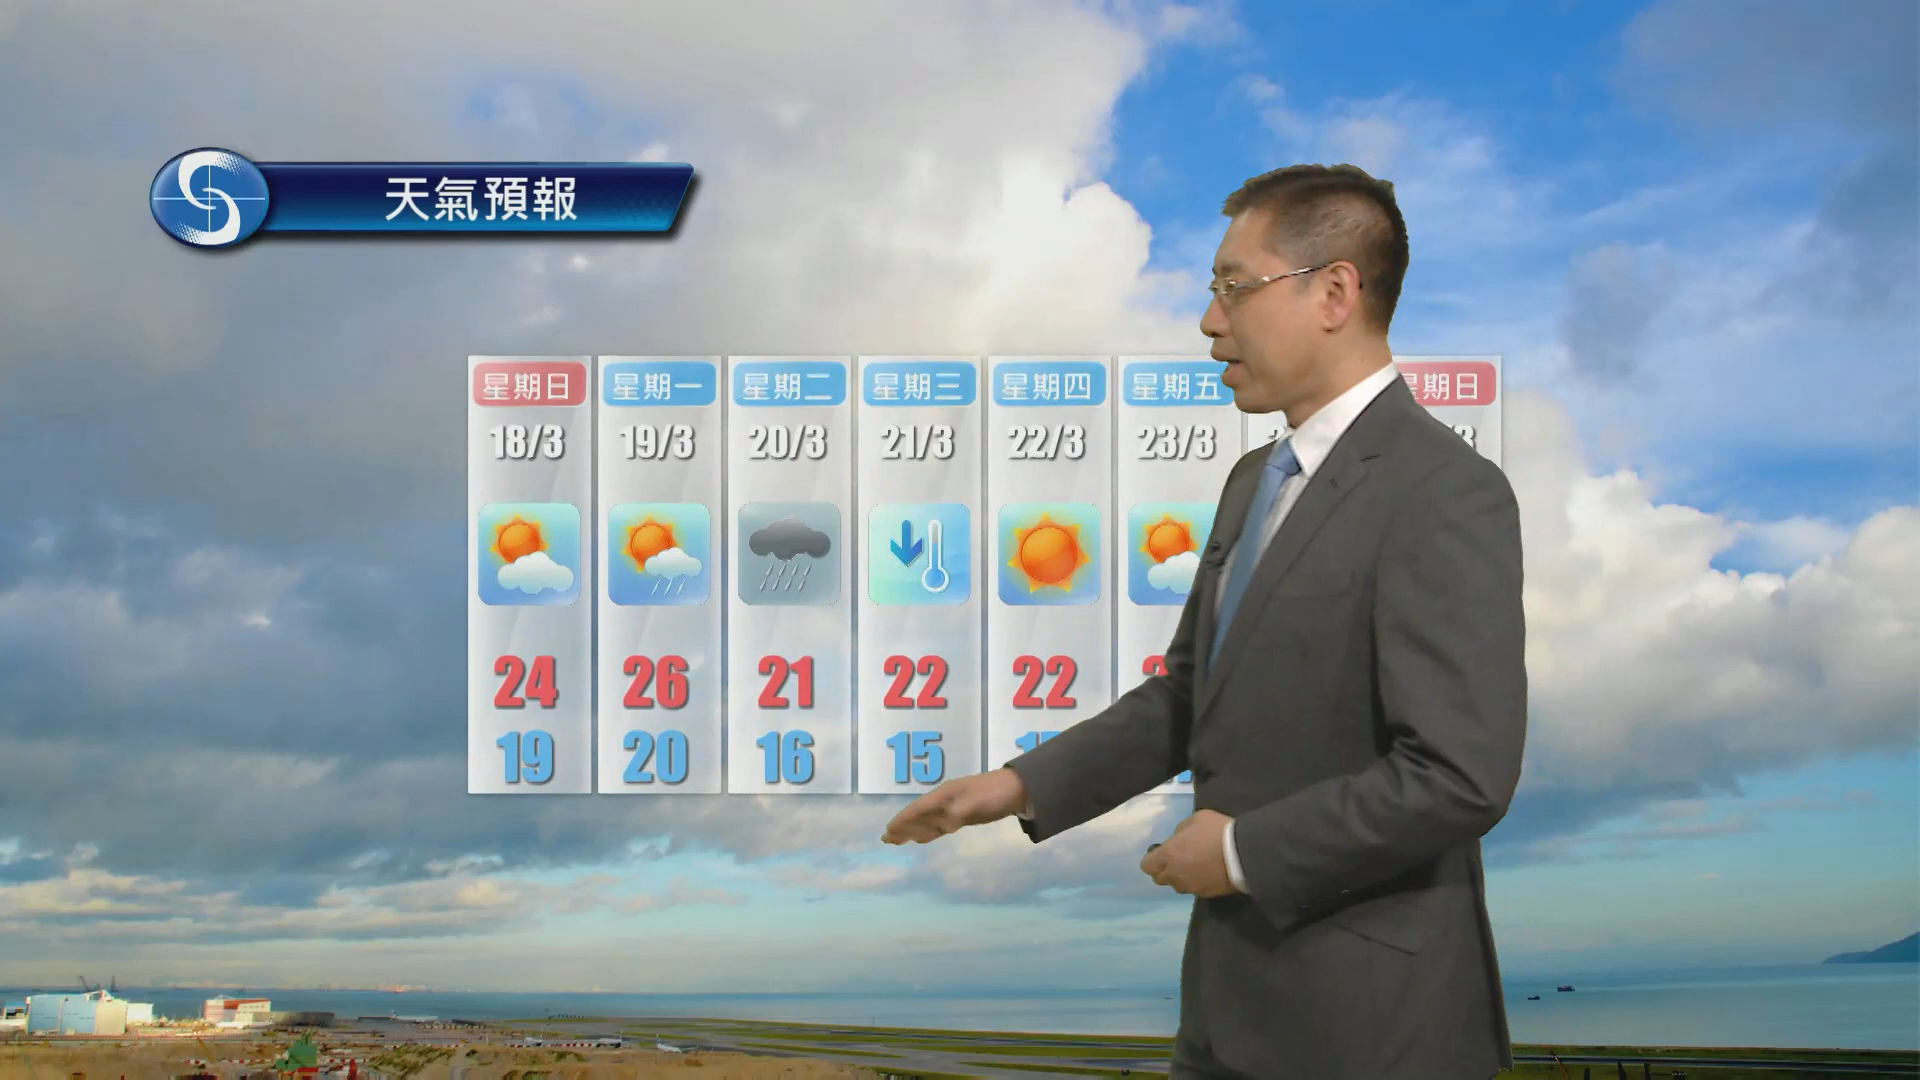 天氣預報
星期日 星期一 星期二 星期三 星期四 星期五 期日
18/3 19/3 20/3 21/3 22/3 23/3
24 26 21 22 22
19 20 16 15